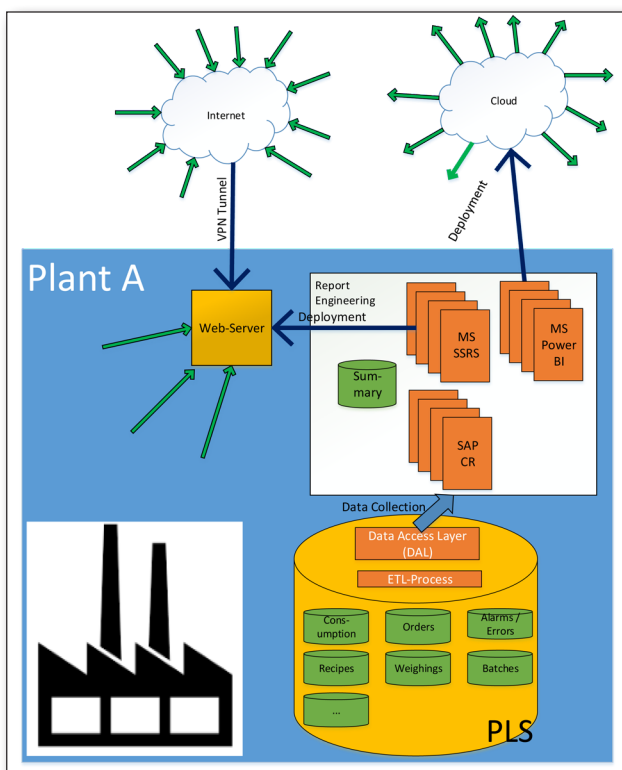 Internet
Cloud
VPN Tunnel
Deployment
Plant A
Report
Engineering
Deployment
Web-Server
MS
SSRS
MS
Power
BI
Sum-
mary
SAP
CR
Data Collection
Data Access Layer
(DAL)
ETL-Process
Cons-
umption
Orders
Alarms /
Errors
Recipes
Weighings
Batches
...
PLS